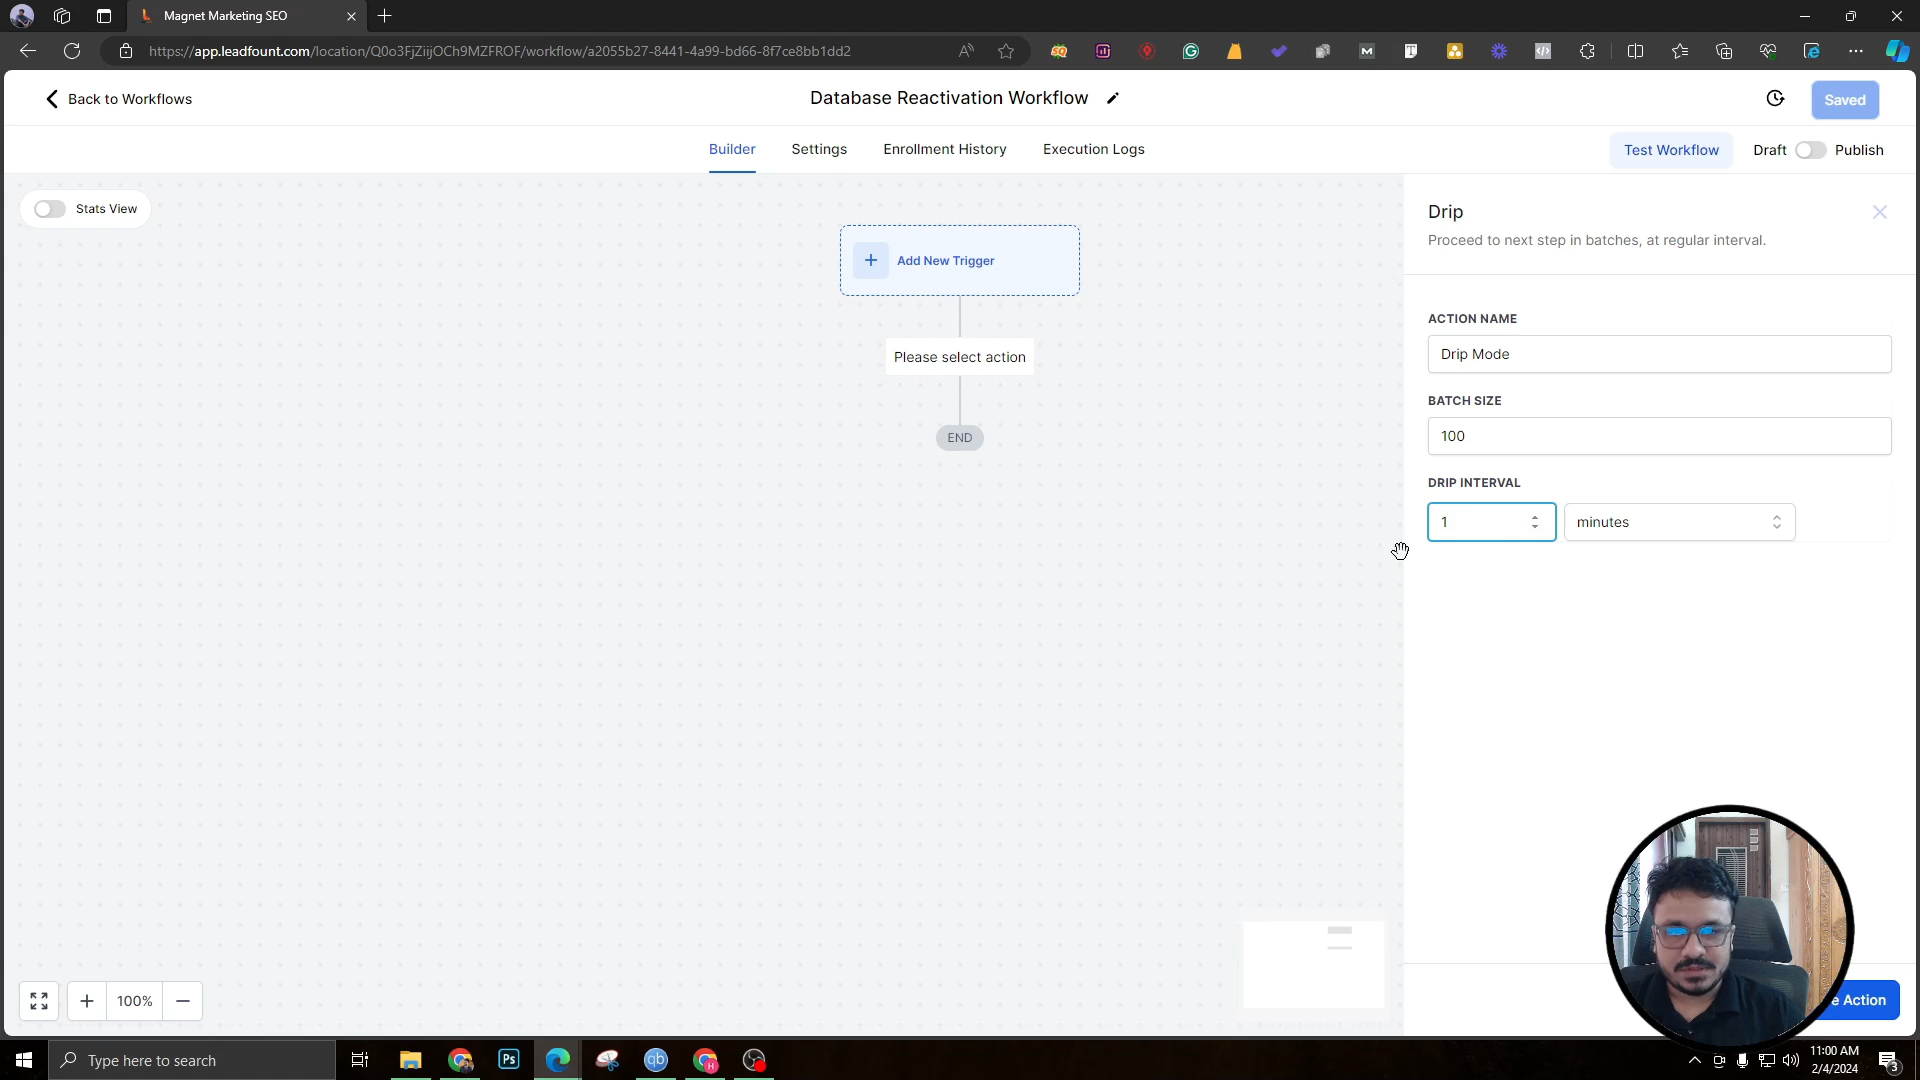 Magnet Marketing SEO
https://app.leadfount.com/location/Q0o3FjZiijOCh9MZFROF/workflow/a2055b27-8441-4a99-bd66-8f7ce8bb1dd2
Back to Workflows
Database Reactivation Workflow
Saved
Builder
Settings
Enrollment History
Execution Logs
Test Workflow
Draft
Publish
Stats View
Add New Trigger
Please select action
END
Drip
Proceed to next step in batches, at regular interval.
ACTION NAME
Drip Mode
BATCH SIZE
100
DRIP INTERVAL
1
minutes
e Action
100%
Type here to search
Ps
qb
11:00 AM
2/4/2024
3